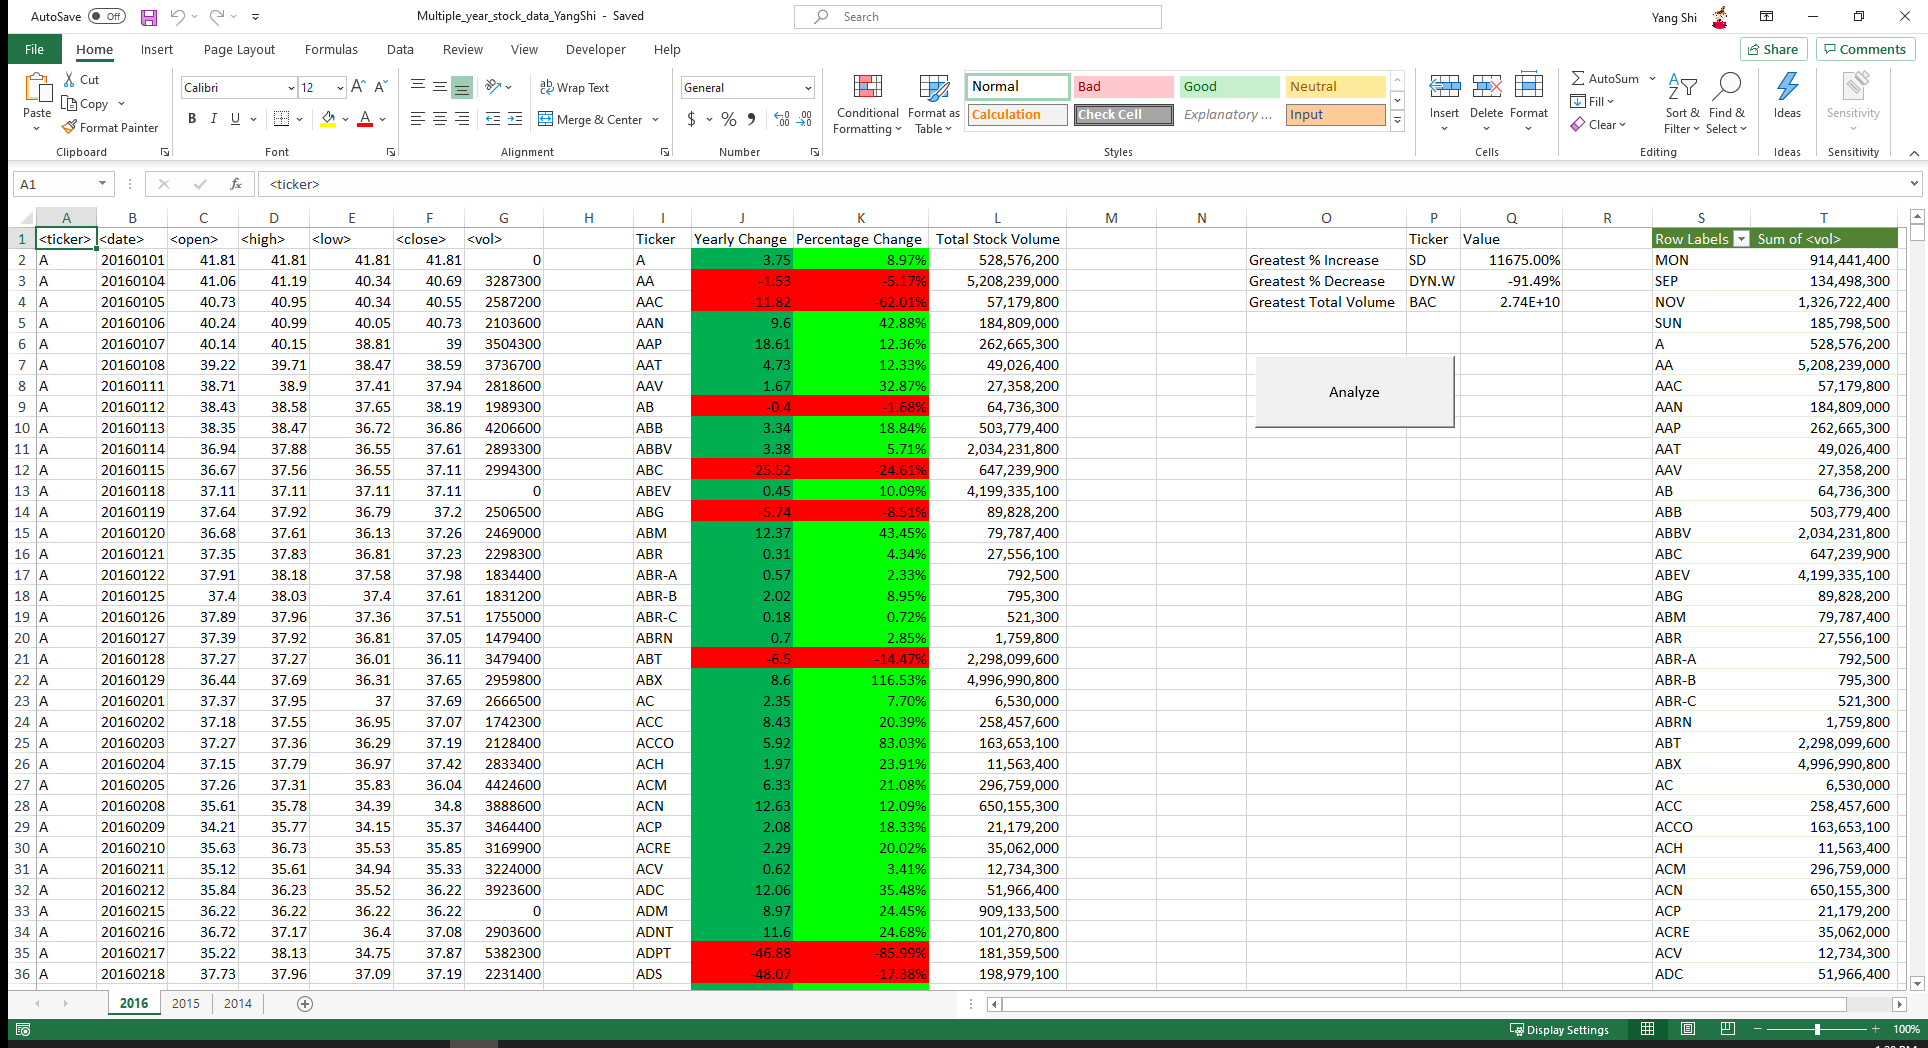 AutoSave Off Multiple_year_stock_data_YangShi - Saved Search Yang Shi
File Home Insert Page Layout Formulas Data Review View Developer Help Share Comments
Paste Cut Copy Format Painter Clipboard
Calibri 12 B I U Font
Wrap Text Merge & Center Alignment
General $ % Number
Conditional Formatting Format as Table Normal Bad Good Neutral
Calculation Check Cell Explanatory ... Input Styles
Insert Delete Format Cells
AutoSum Fill Clear Sort & Filter Find & Select Editing
Ideas Ideas
Sensitivity Sensitivity
A1 fx <ticker>
A B C D E F G H I J K L M N O P Q R S T
1 <ticker> <date> <open> <high> <low> <close> <vol> Ticker Yearly Change Percentage Change Total Stock Volume Ticker Value Row Labels Sum of <vol>
2 A 20160101 41.81 41.81 41.81 41.81 0 A 3.75 8.97% 528,576,200 Greatest % Increase SD 11675.00% MON 914,441,400
3 A 20160104 41.06 41.19 40.34 40.69 3287300 AA -1.53 -5.17% 5,208,239,000 Greatest % Decrease DYN.W -91.49% SEP 134,498,300
4 A 20160105 40.73 40.95 40.34 40.55 2587200 AAC -11.82 -62.01% 57,179,800 Greatest Total Volume BAC 2.74E+10 NOV 1,326,722,400
5 A 20160106 40.24 40.99 40.05 40.73 2103600 AAN 9.6 42.88% 184,809,000 SUN 185,798,500
6 A 20160107 40.14 40.15 38.81 39 3504300 AAP 18.61 12.36% 262,665,300 A 528,576,200
7 A 20160108 39.22 39.71 38.47 38.59 3736700 AAT 4.73 12.33% 49,026,400 AA 5,208,239,000
8 A 20160111 38.71 38.9 37.41 37.94 2818600 AAV 1.67 32.87% 27,358,200 AAC 57,179,800
9 A 20160112 38.43 38.58 37.65 38.19 1989300 AB -0.4 -1.68% 64,736,300 Analyze AAN 184,809,000
10 A 20160113 38.35 38.47 36.72 36.86 4206600 ABB 3.34 18.84% 503,779,400 AAP 262,665,300
11 A 20160114 36.94 37.88 36.55 37.61 2893300 ABBV 3.38 5.71% 2,034,231,800 AAT 49,026,400
12 A 20160115 36.67 37.56 36.55 37.11 2994300 ABC -25.52 -24.61% 647,239,900 AAV 27,358,200
13 A 20160118 37.11 37.11 37.11 37.11 0 ABEV 0.45 10.09% 4,199,335,100 AB 64,736,300
14 A 20160119 37.64 37.92 36.79 37.2 2506500 ABG -5.74 -8.51% 89,828,200 ABB 503,779,400
15 A 20160120 36.68 37.61 36.13 37.26 2469000 ABM 12.37 43.45% 79,787,400 ABBV 2,034,231,800
16 A 20160121 37.35 37.83 36.81 37.23 2298300 ABR 0.31 4.34% 27,556,100 ABC 647,239,900
17 A 20160122 37.91 38.18 37.58 37.98 1834400 ABR-A 0.57 2.33% 792,500 ABEV 4,199,335,100
18 A 20160125 37.4 38.03 37.4 37.61 1831200 ABR-B 2.02 8.95% 795,300 ABG 89,828,200
19 A 20160126 37.89 37.96 37.36 37.51 1755000 ABR-C 0.18 0.72% 521,300 ABM 79,787,400
20 A 20160127 37.39 37.92 36.81 37.05 1479400 ABRN 0.7 2.85% 1,759,800 ABR 27,556,100
21 A 20160128 37.27 37.27 36.01 36.11 3479400 ABT -6.5 -14.47% 2,298,099,600 ABR-A 792,500
22 A 20160129 36.44 37.69 36.31 37.65 2959800 ABX 8.6 116.53% 4,996,990,800 ABR-B 795,300
23 A 20160201 37.37 37.95 37 37.69 2666500 AC 2.35 7.70% 6,530,000 ABR-C 521,300
24 A 20160202 37.18 37.55 36.95 37.07 1742300 ACC 8.43 20.39% 258,457,600 ABRN 1,759,800
25 A 20160203 37.27 37.36 36.29 37.19 2128400 ACCO 5.92 83.03% 163,653,100 ABT 2,298,099,600
26 A 20160204 37.15 37.79 36.97 37.42 2833400 ACH 1.97 23.91% 11,563,400 ABX 4,996,990,800
27 A 20160205 37.26 37.31 35.83 36.04 4424600 ACM 6.33 21.08% 296,759,000 AC 6,530,000
28 A 20160208 35.61 35.78 34.39 34.8 3888600 ACN 12.63 12.09% 650,155,300 ACC 258,457,600
29 A 20160209 34.21 35.77 34.15 35.37 3464400 ACP 2.08 18.33% 21,179,200 ACCO 163,653,100
30 A 20160210 35.63 36.73 35.53 35.85 3169900 ACRE 2.29 20.02% 35,062,000 ACH 11,563,400
31 A 20160211 35.12 35.61 34.94 35.33 3224000 ACV 0.62 3.41% 12,734,300 ACM 296,759,000
32 A 20160212 35.84 36.23 35.52 36.22 3923600 ADC 12.06 35.48% 51,966,400 ACN 650,155,300
33 A 20160215 36.22 36.22 36.22 36.22 0 ADM 8.97 24.45% 909,133,500 ACP 21,179,200
34 A 20160216 36.72 37.17 36.4 37.08 2903600 ADNT 11.6 24.68% 101,270,800 ACRE 35,062,000
35 A 20160217 35.22 38.13 34.75 37.87 5382300 ADPT -46.88 -85.99% 181,359,500 ACV 12,734,300
36 A 20160218 37.73 37.96 37.09 37.19 2231400 ADS -48.07 -17.38% 198,979,100 ADC 51,966,400
2016 2015 2014
Display Settings 100%